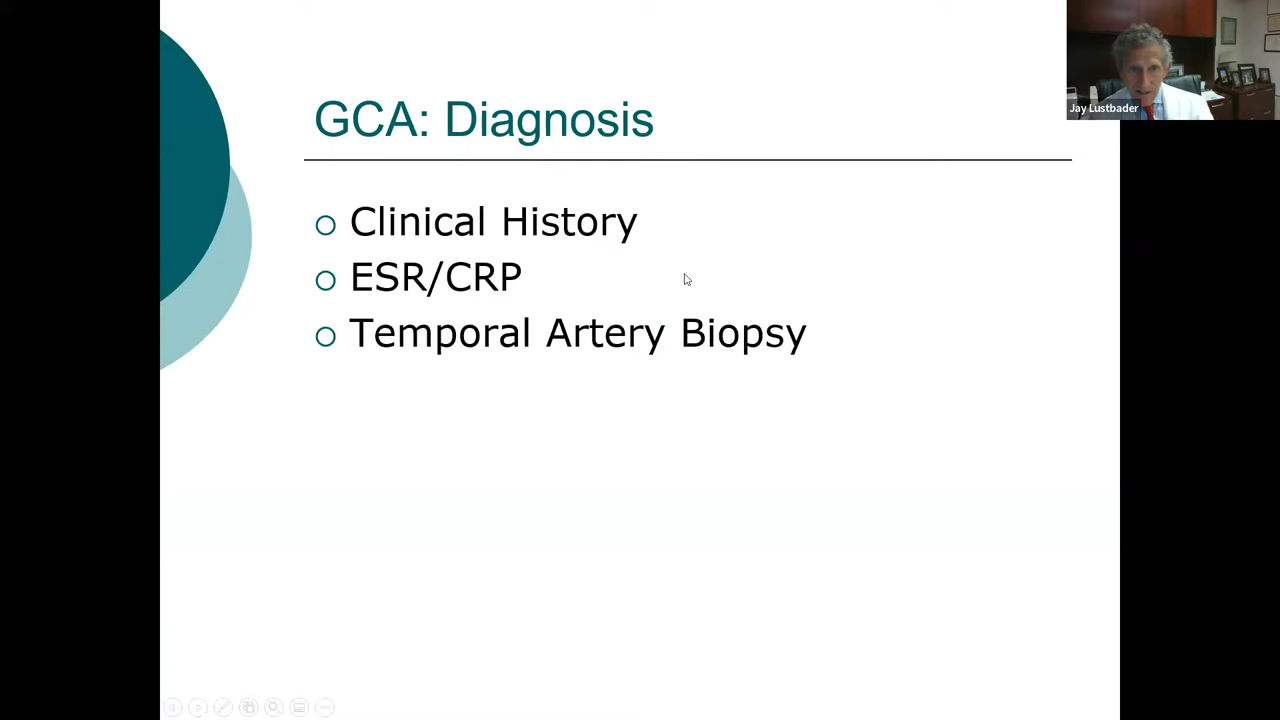 Jay Lustbader
GCA: Diagnosis
Clinical History
ESR/CRP
Temporal Artery Biopsy